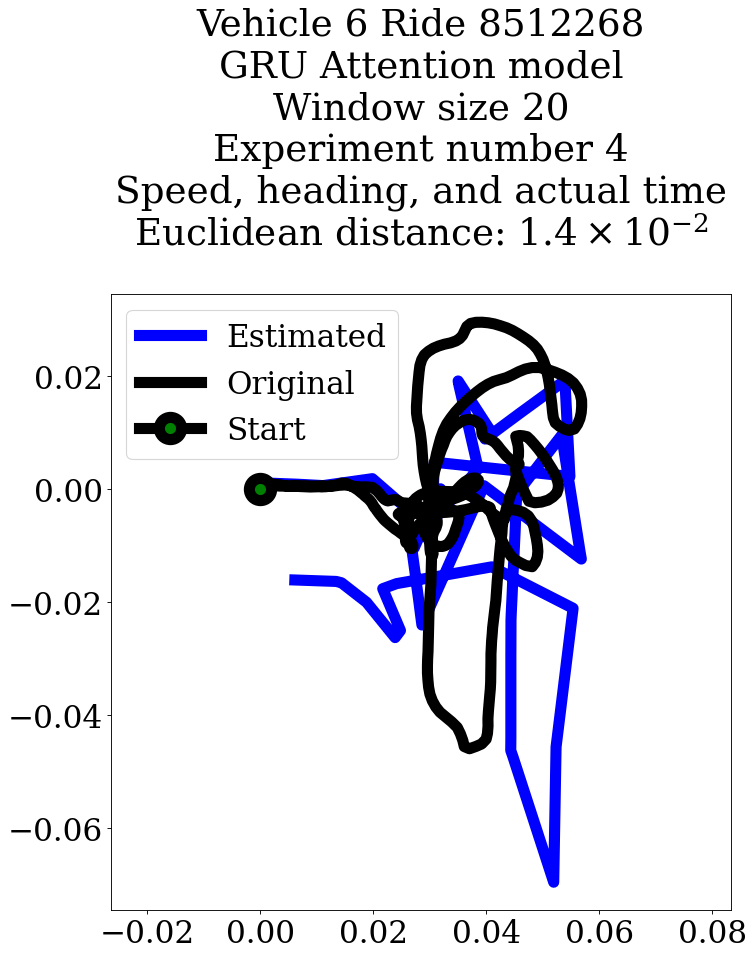 Vehicle 6 Ride 8512268
GRU Attention model
Window size 20
Experiment number 4
Speed, heading, and actual time
Euclidean distance: 1.4 × 10⁻²
Estimated
Original
Start
0.02
0.00
−0.02
−0.04
−0.06
−0.02 0.00 0.02 0.04 0.06 0.08